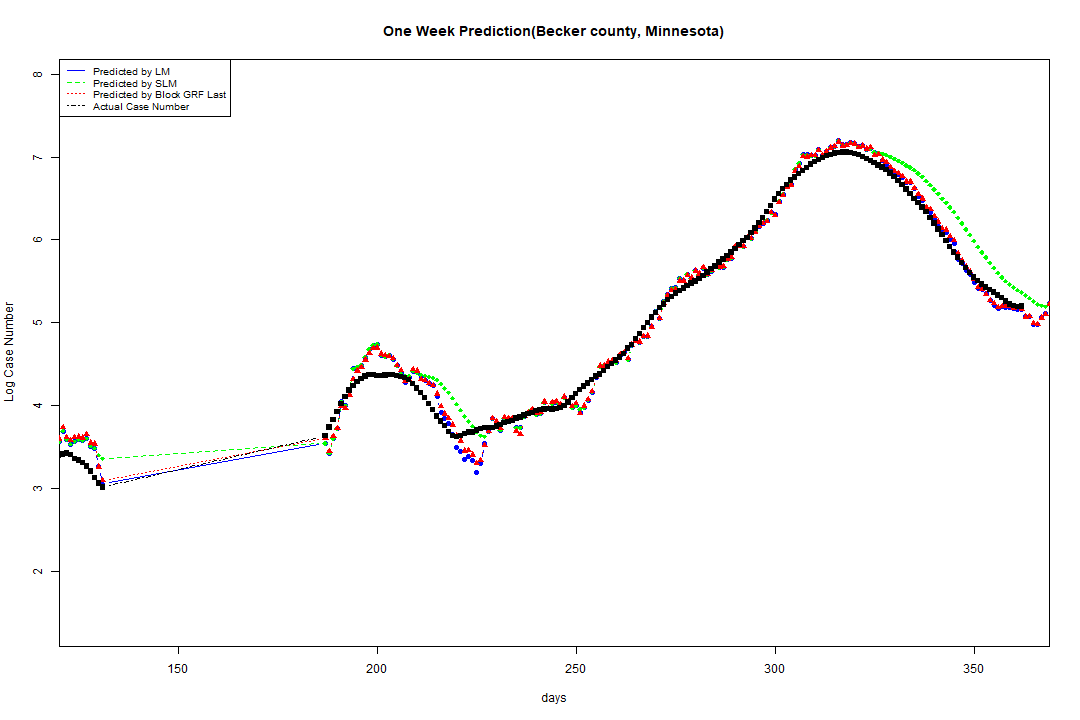 One Week Prediction(Becker county, Minnesota)
Predicted by LM
Predicted by SLM
Predicted by Block GRF Last
Actual Case Number
8
7
6
5
4
3
2
Log Case Number
150 200 250 300 350
days